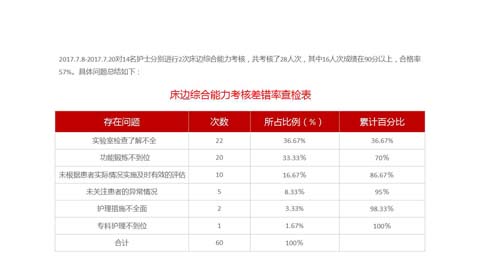 2017.7.8-2017.7.20对14名护士分别进行2次床边综合能力考核，共考核了28人次，其中16人次成绩在90分以上，合格率
57%。具体问题总结如下：
床边综合能力考核差错率查检表
存在问题 次数 所占比例（%） 累计百分比
实验室检查了解不全 22 36.67% 36.67%
功能锻炼不到位 20 33.33% 70%
未根据患者实际情况实施及时有效的评估 10 16.67% 86.67%
未关注患者的异常情况 5 8.33% 95%
护理措施不全面 2 3.33% 98.33%
专科护理不到位 1 1.67% 100%
合计 60 100%